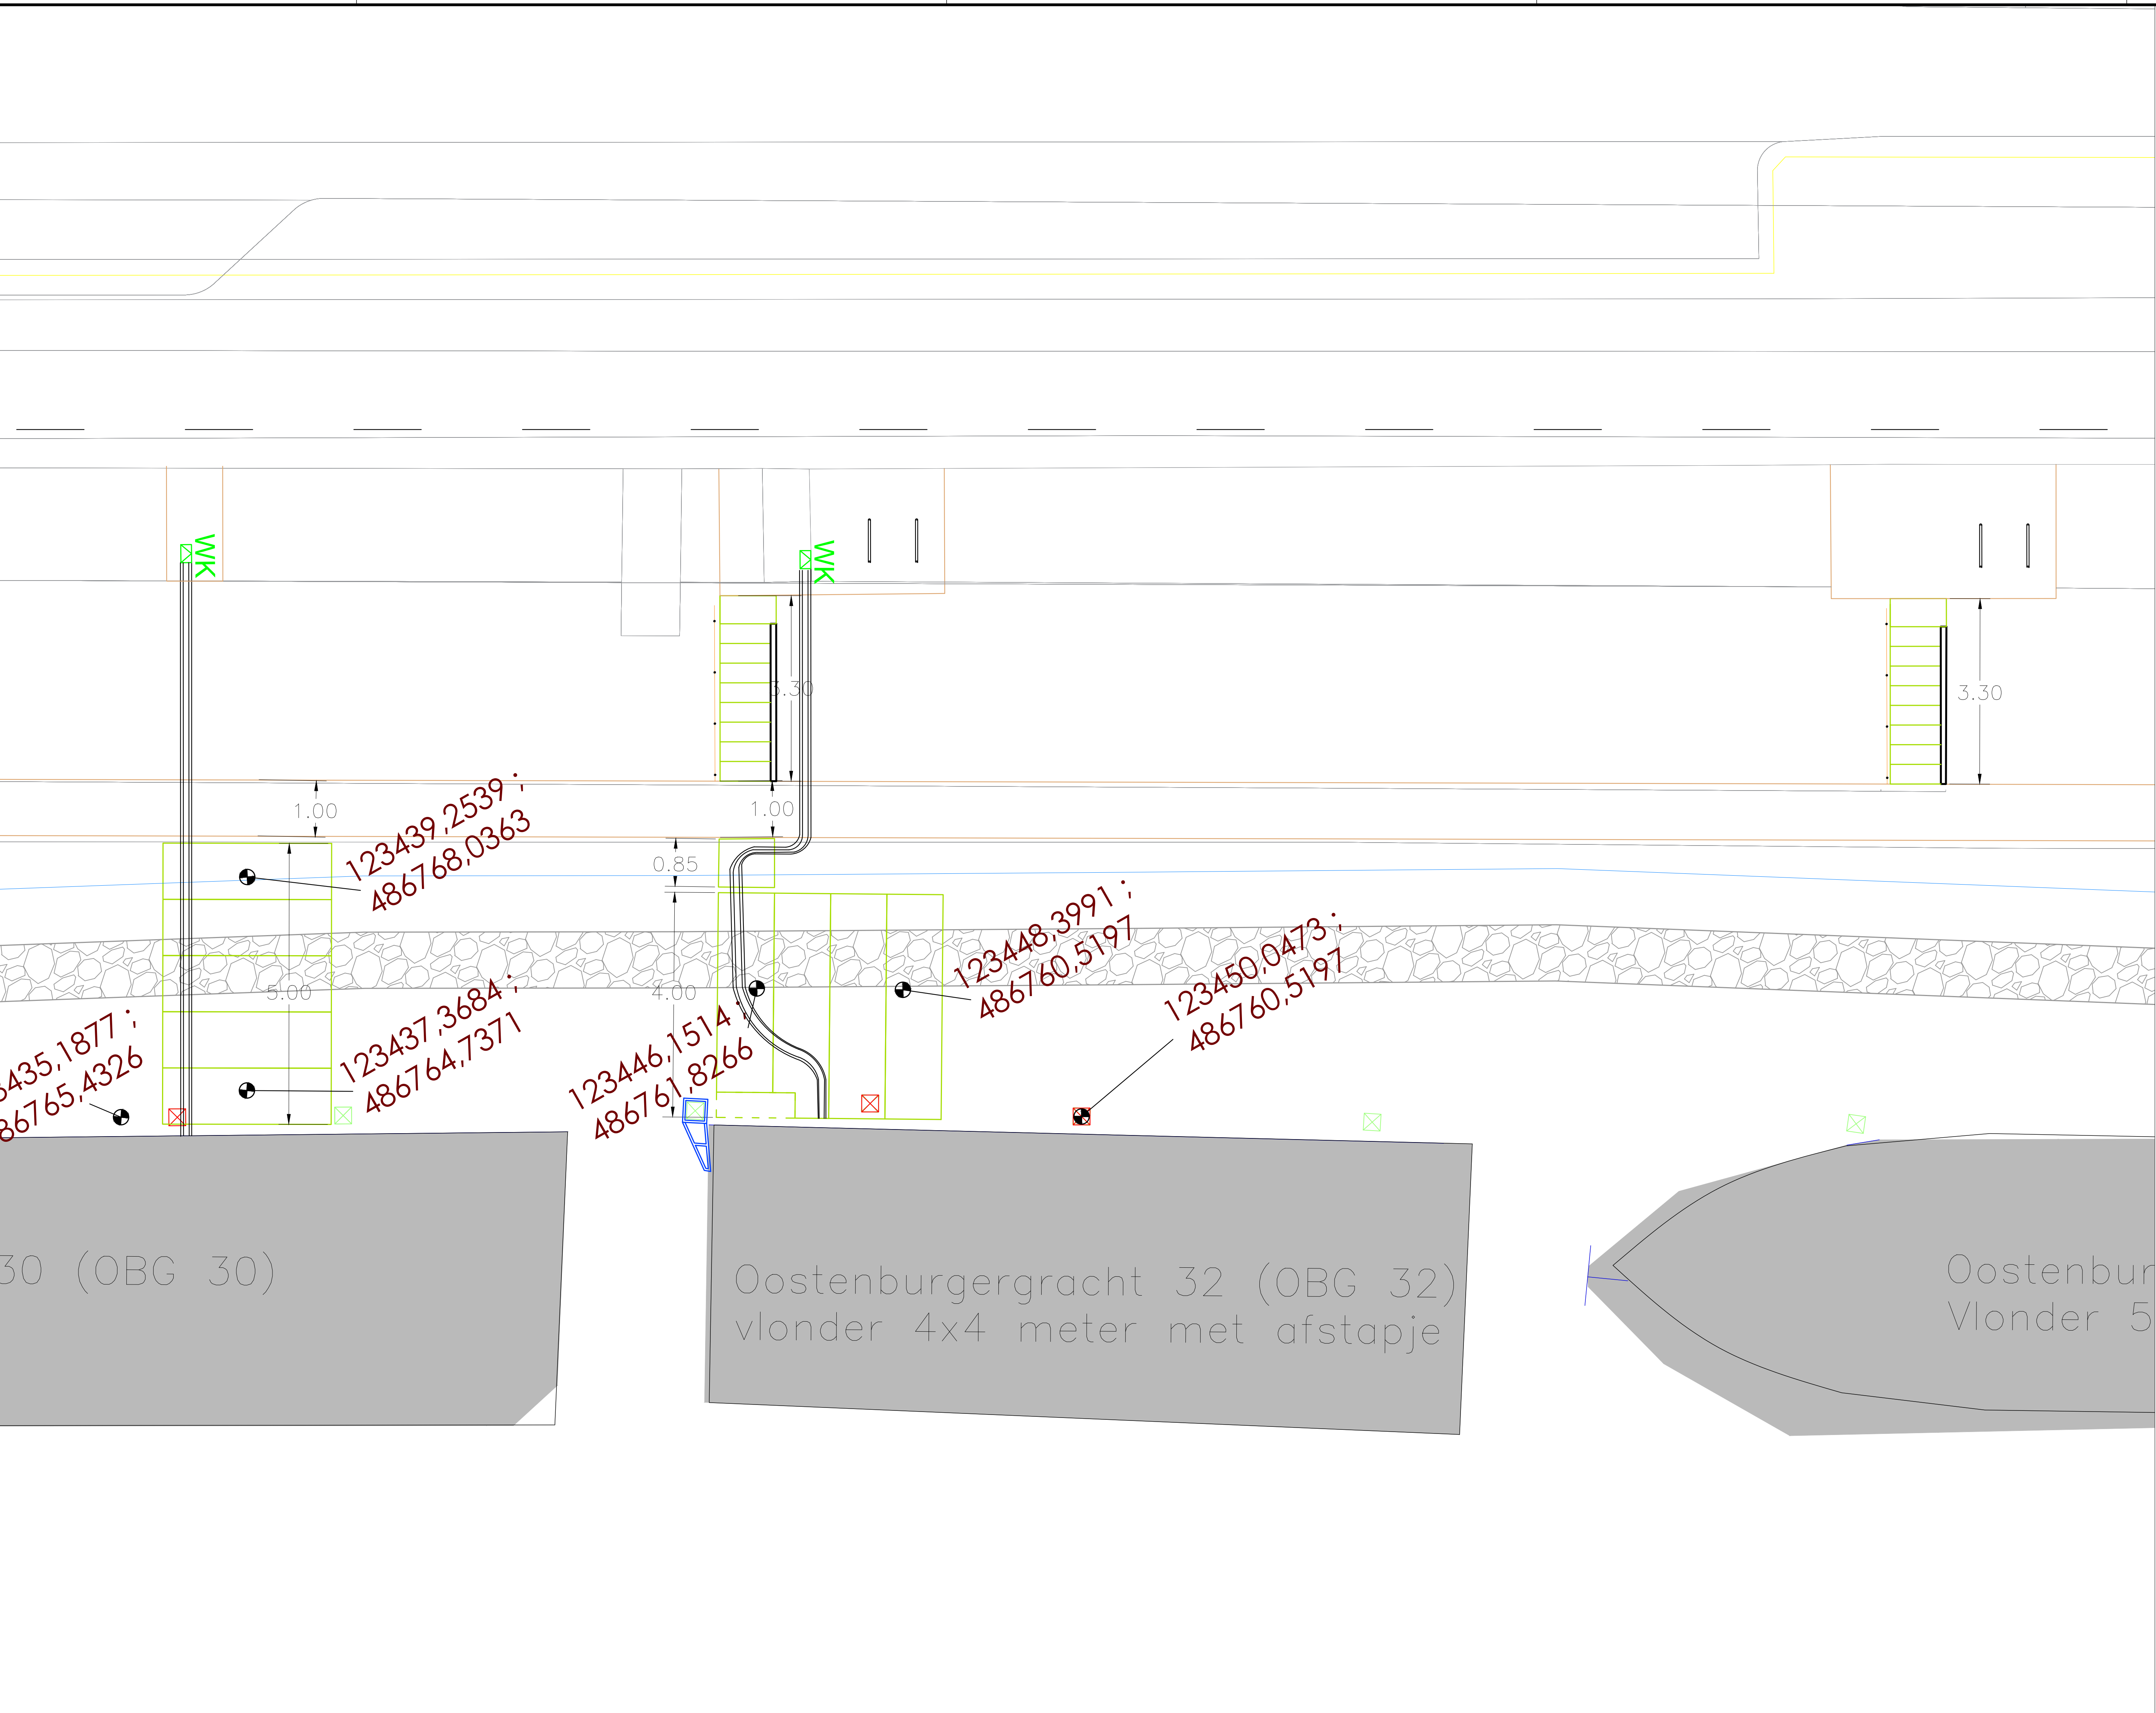 WK
WK
3.30
3.30
1.00
1.00
123439,2539 ;
486768,0363
0.85
5.00
4.00
123448,3991 ;
486760,5197
123450,0473 ;
486760,5197
3435,1877 ;
86765,4326
123437,3684 ;
486764,7371
123446,1514 ;
486761,8266
30 (OBG 30)
Oostenburgergracht 32 (OBG 32)
vlonder 4x4 meter met afstapje
Oostenbur
Vlonder 5